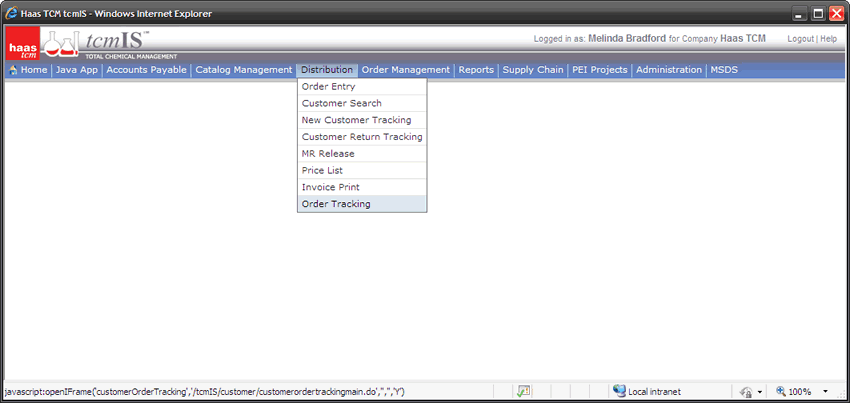 Haas TCM tcmIS - Windows Internet Explorer
haas tcm
tcmIS
TOTAL CHEMICAL MANAGEMENT
Logged in as: Melinda Bradford for Company Haas TCM
Logout | Help
Home | Java App | Accounts Payable | Catalog Management | Distribution | Order Management | Reports | Supply Chain | PEI Projects | Administration | MSDS
Order Entry
Customer Search
New Customer Tracking
Customer Return Tracking
MR Release
Price List
Invoice Print
Order Tracking
javascript:openIFrame('customerOrderTracking','/tcmIS/customer/customerordertrackingmain.do','','','Y')
Local intranet
100%